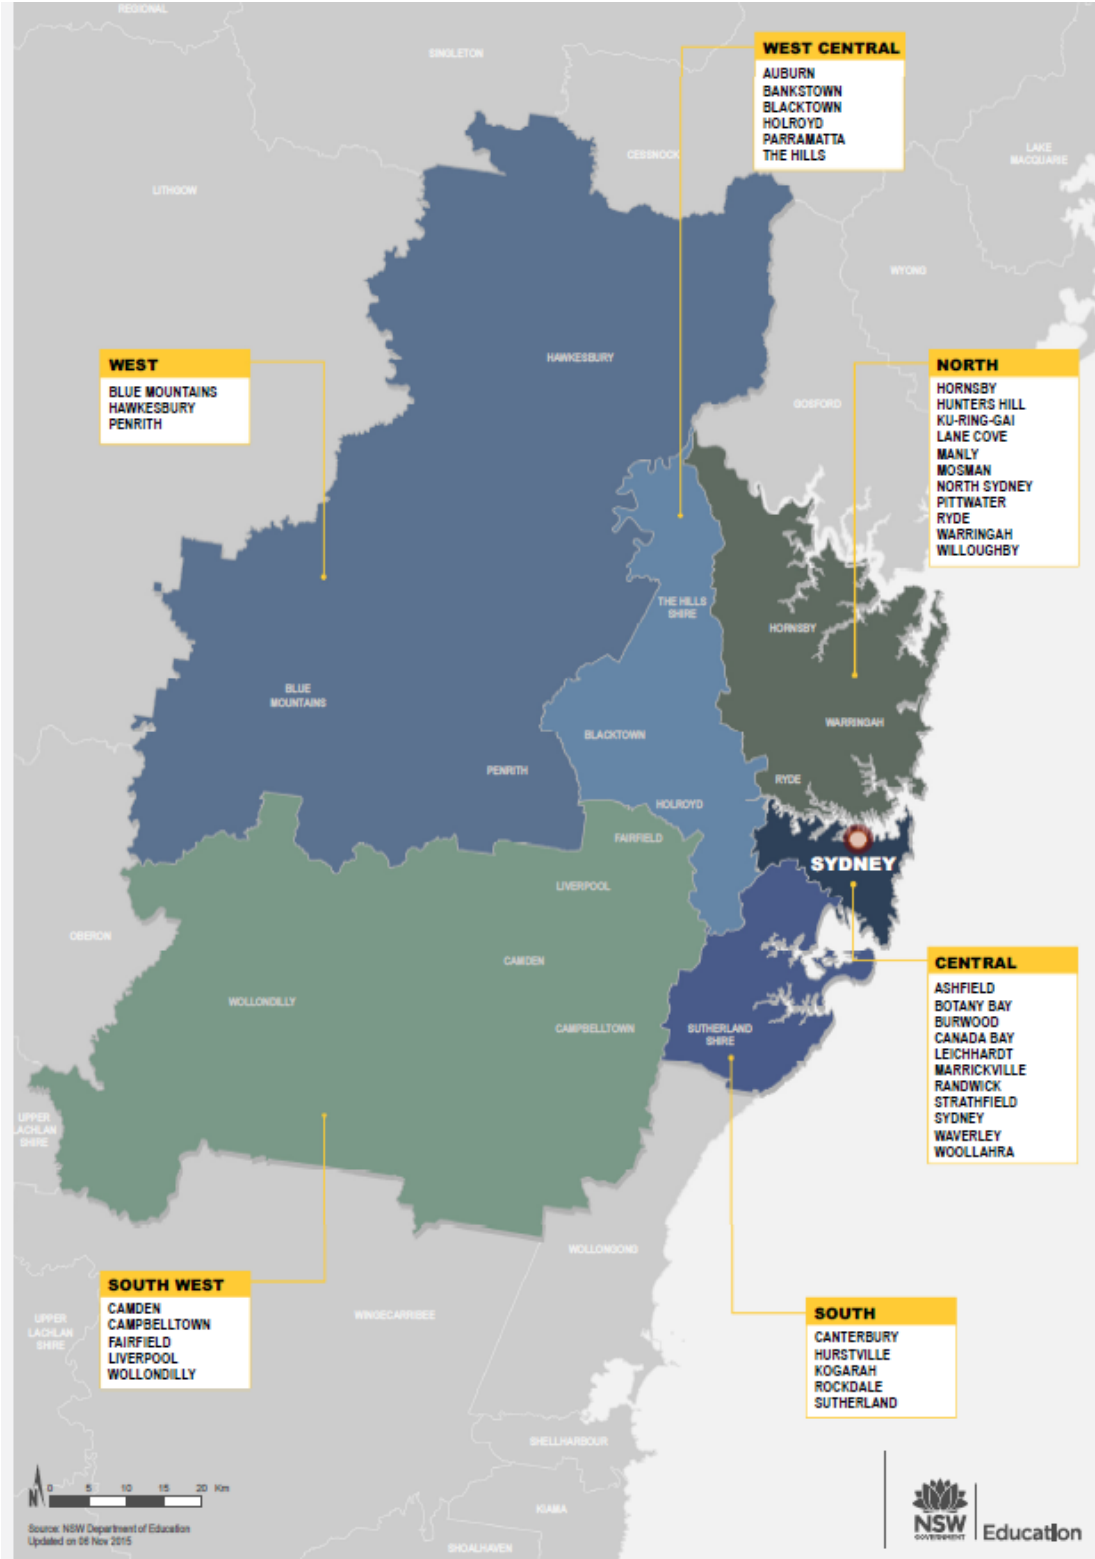 REGIONAL
SINGLETON
WEST CENTRAL
AUBURN
BANKSTOWN
BLACKTOWN
HOLROYD
PARRAMATTA
THE HILLS
CESSNOCK
LAKE
MACQUARIE
LITHGOW
WYONG
HAWKESBURY
WEST
BLUE MOUNTAINS
HAWKESBURY
PENRITH
GOSFORD
NORTH
HORNSBY
HUNTERS HILL
KU-RING-GAI
LANE COVE
MANLY
MOSMAN
NORTH SYDNEY
PITTWATER
RYDE
WARRINGAH
WILLOUGHBY
THE HILLS
SHIRE
HORNSBY
BLUE
MOUNTAINS
WARRINGAH
BLACKTOWN
PENRITH
RYDE
HOLROYD
FAIRFIELD
SYDNEY
LIVERPOOL
OBERON
CAMDEN
WOLLONDILLY
CAMPBELLTOWN
SUTHERLAND
SHIRE
CENTRAL
ASHFIELD
BOTANY BAY
BURWOOD
CANADA BAY
LEICHHARDT
MARRICKVILLE
RANDWICK
STRATHFIELD
SYDNEY
WAVERLEY
WOOLLAHRA
UPPER
LACHLAN
SHIRE
WOLLONGONG
SOUTH WEST
CAMDEN
CAMPBELLTOWN
FAIRFIELD
LIVERPOOL
WOLLONDILLY
UPPER
LACHLAN
SHIRE
WINGECARRIBEE
SOUTH
CANTERBURY
HURSTVILLE
KOGARAH
ROCKDALE
SUTHERLAND
SHELLHARBOUR
KIAMA
SHOALHAVEN
N
0 5 10 15 20 Km
Source: NSW Department of Education
Updated on 06 Nov 2015
NSW
GOVERNMENT
Education